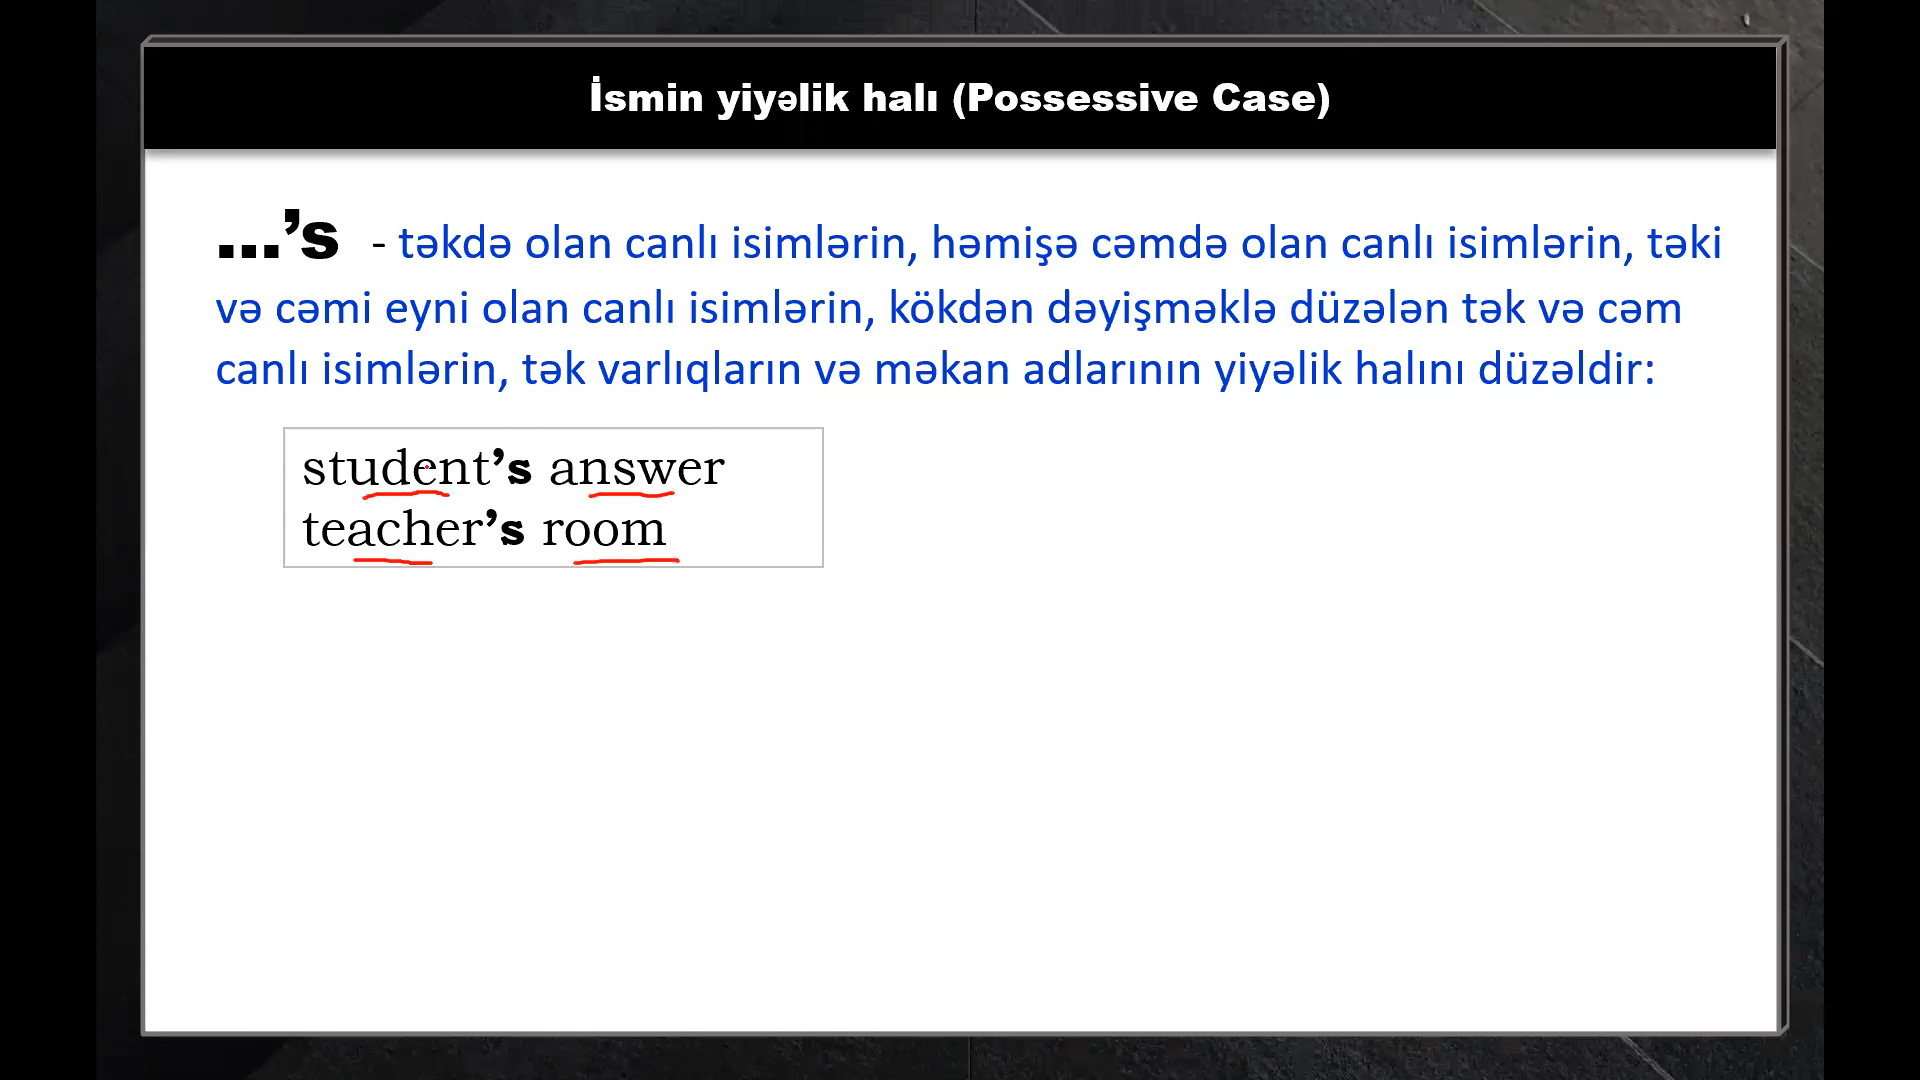 İsmin yiyəlik halı (Possessive Case)
...’s - təkdə olan canlı isimlərin, həmişə cəmdə olan canlı isimlərin, təki
və cəmi eyni olan canlı isimlərin, kökdən dəyişməklə düzələn tək və cəm
canlı isimlərin, tək varlıqların və məkan adlarının yiyəlik halını düzəldir:
student’s answer
teacher’s room